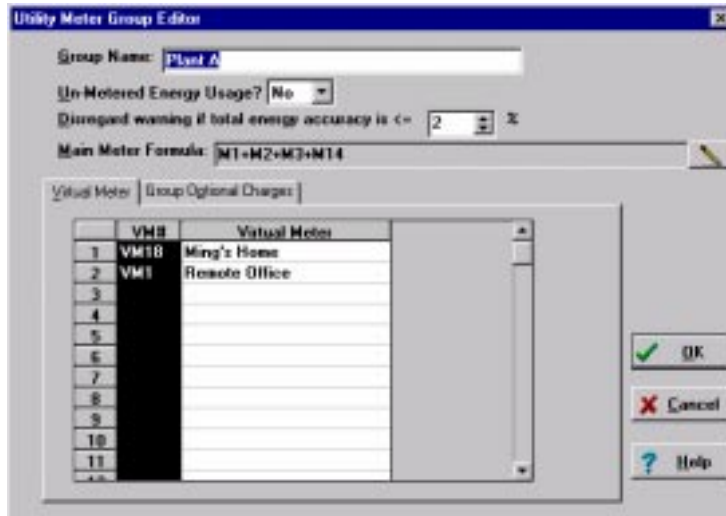 Utility Meter Group Editor
Group Name: Plant A
Un-Metered Energy Usage? No
Disregard warning if total energy accuracy is <= 2 %
Main Meter Formula: M1+M2+M3+M14
Virtual Meter Group Optional Charges
VM# Virtual Meter
1 VM18 Ming's Home
2 VM1 Remote Office
3
4
5
6
7
8
9
10
11
OK
Cancel
Help